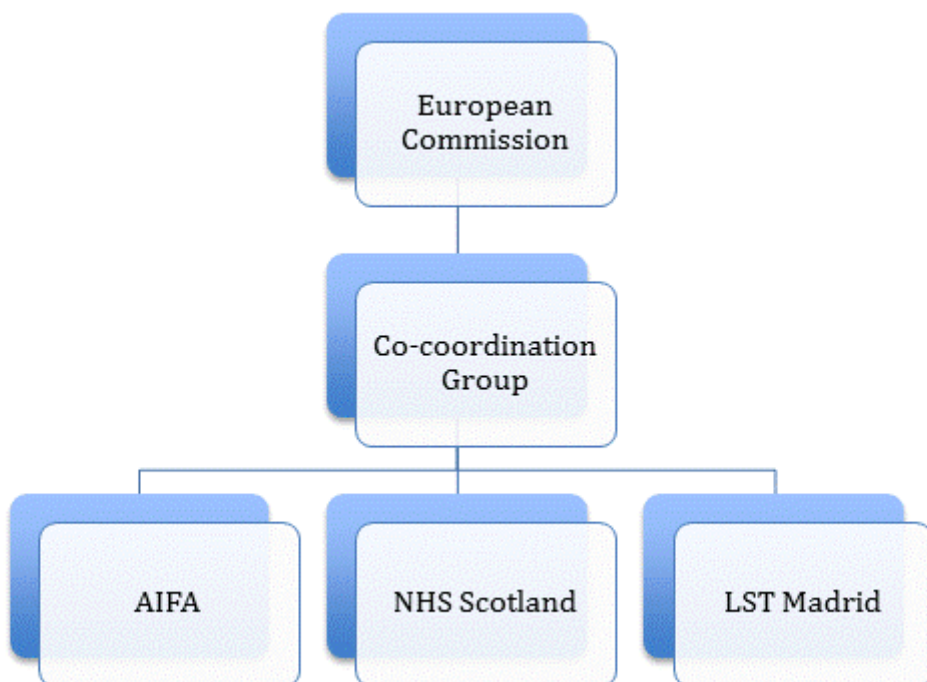 European
Commission
Co-coordination
Group
AIFA
NHS Scotland
LST Madrid